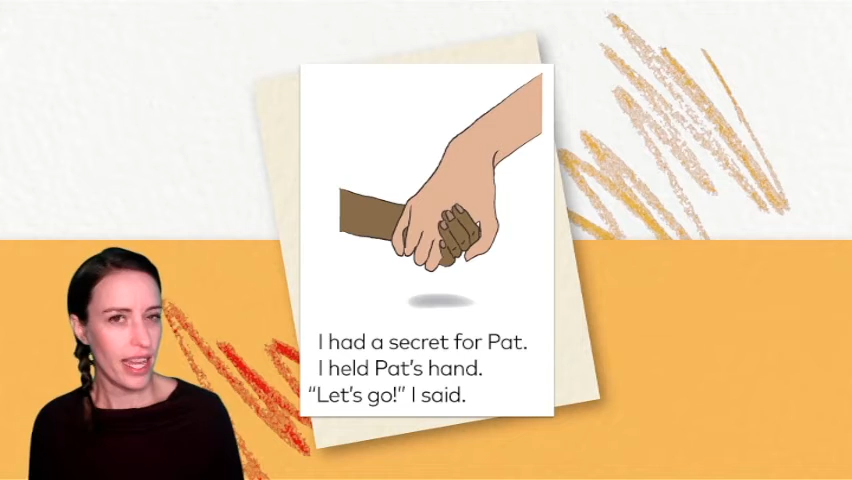 I had a secret for Pat.
I held Pat's hand.
“Let's go!” I said.